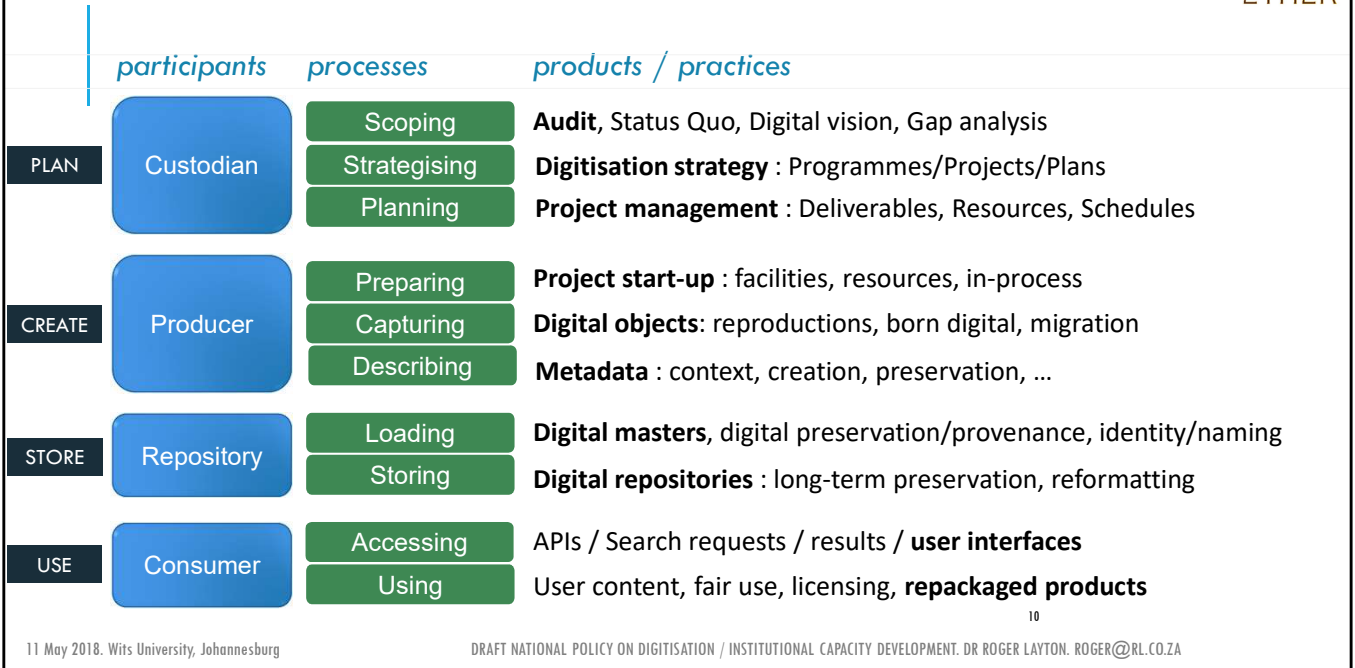 participants processes products / practices
PLAN
Custodian
Scoping
Audit, Status Quo, Digital vision, Gap analysis
Strategising
Digitisation strategy : Programmes/Projects/Plans
Planning
Project management : Deliverables, Resources, Schedules
CREATE
Producer
Preparing
Project start-up : facilities, resources, in-process
Capturing
Digital objects: reproductions, born digital, migration
Describing
Metadata : context, creation, preservation, ...
STORE
Repository
Loading
Digital masters, digital preservation/provenance, identity/naming
Storing
Digital repositories : long-term preservation, reformatting
USE
Consumer
Accessing
APIs / Search requests / results / user interfaces
Using
User content, fair use, licensing, repackaged products
10
11 May 2018. Wits University, Johannesburg
DRAFT NATIONAL POLICY ON DIGITISATION / INSTITUTIONAL CAPACITY DEVELOPMENT. DR ROGER LAYTON. ROGER@RL.CO.ZA